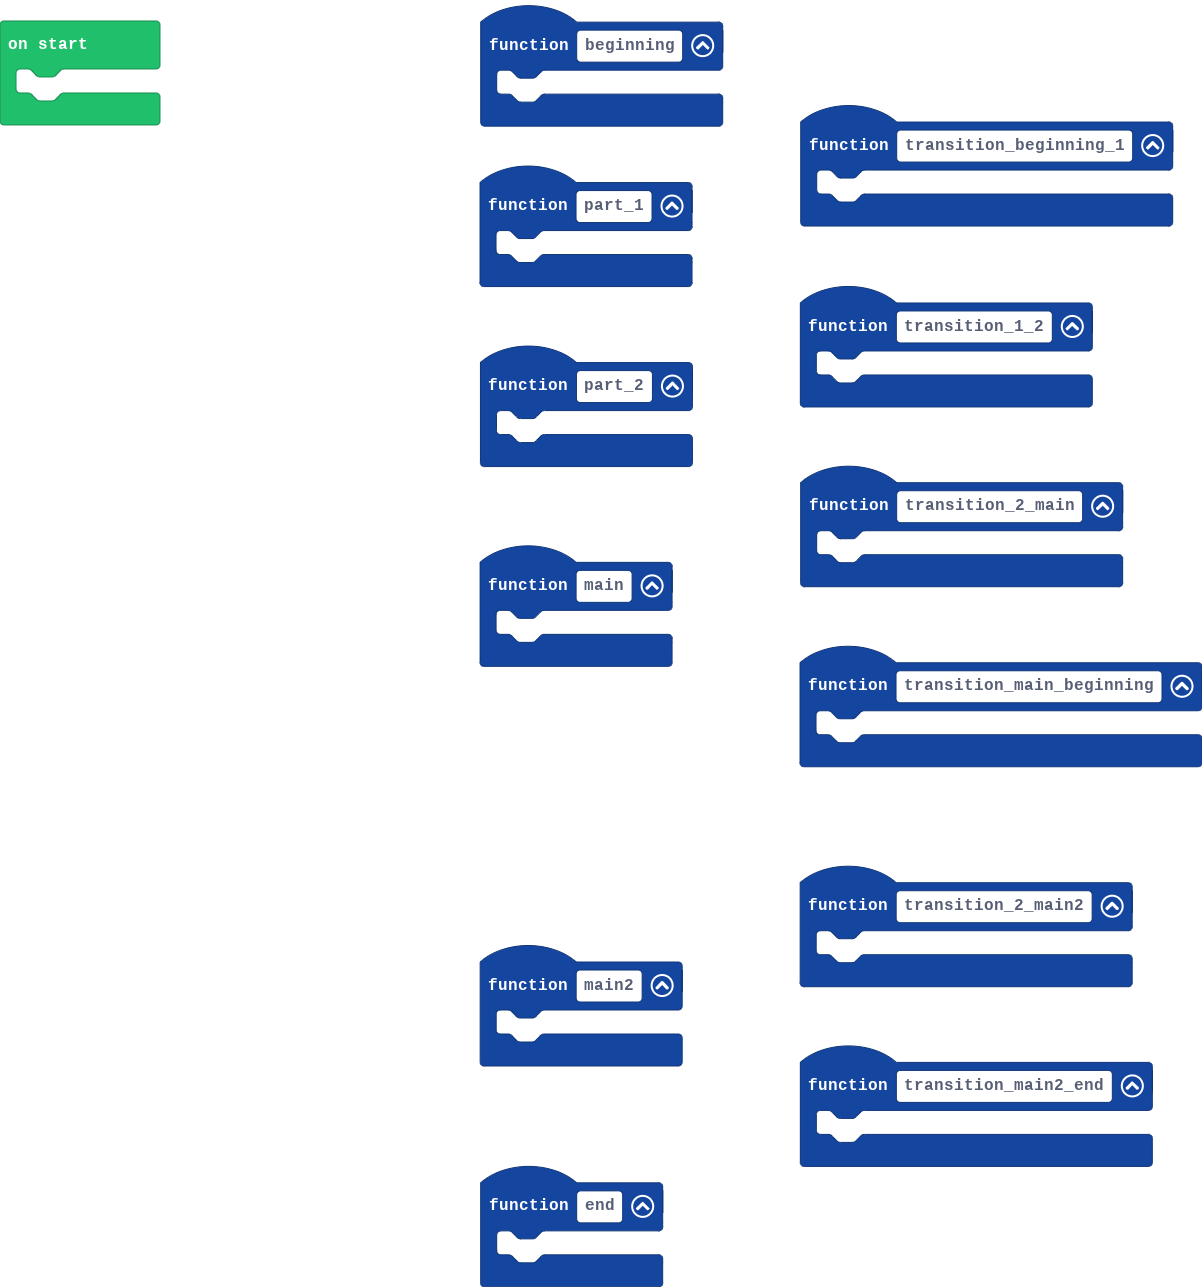 on start
function beginning
function part_1
function part_2
function main
function main2
function end
function transition_beginning_1
function transition_1_2
function transition_2_main
function transition_main_beginning
function transition_2_main2
function transition_main2_end